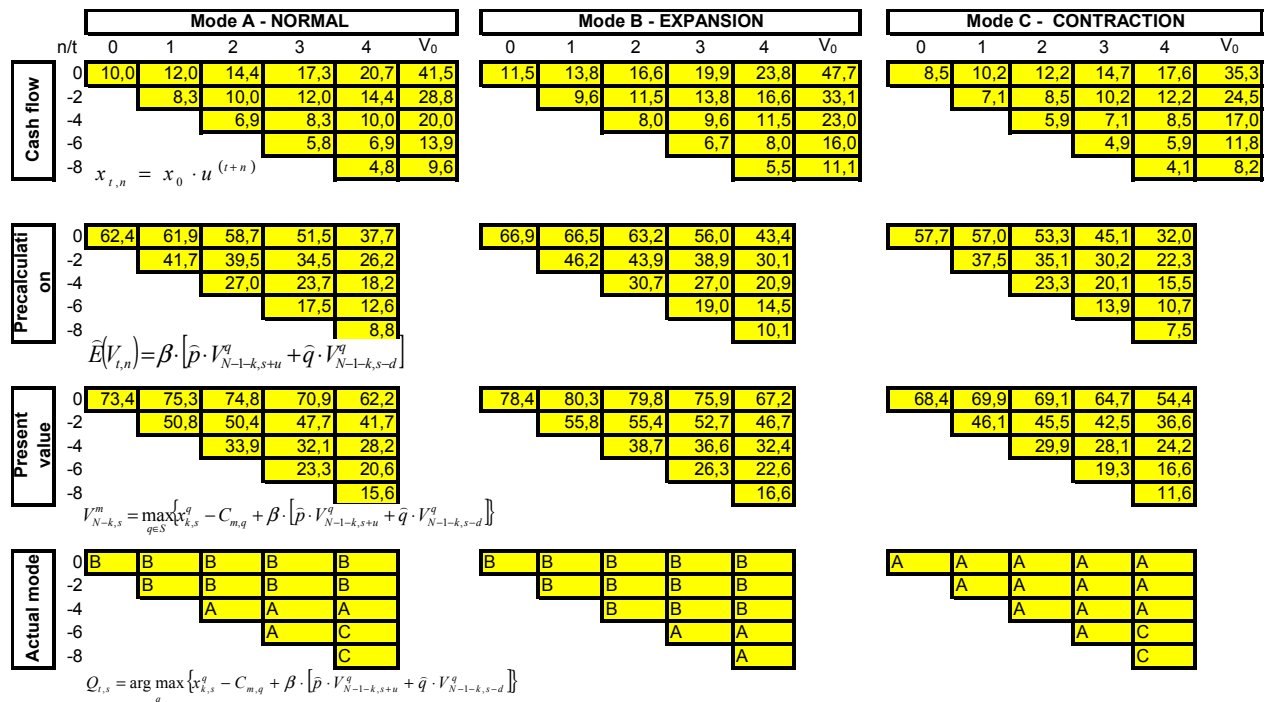 Mode A - NORMAL Mode B - EXPANSION Mode C - CONTRACTION
n/t 0 1 2 3 4 V₀ 0 1 2 3 4 V₀ 0 1 2 3 4 V₀
Cash flow
0 10,0 12,0 14,4 17,3 20,7 41,5 11,5 13,8 16,6 19,9 23,8 47,7 8,5 10,2 12,2 14,7 17,6 35,3
-2 8,3 10,0 12,0 14,4 28,8 9,6 11,5 13,8 16,6 33,1 7,1 8,5 10,2 12,2 24,5
-4 6,9 8,3 10,0 20,0 8,0 9,6 11,5 23,0 5,9 7,1 8,5 17,0
-6 5,8 6,9 13,9 6,7 8,0 16,0 4,9 5,9 11,8
-8 4,8 9,6 5,5 11,1 4,1 8,2
x_{t,n} = x_0 · u^{(t+n)}
Precalculati
on
0 62,4 61,9 58,7 51,5 37,7 66,9 66,5 63,2 56,0 43,4 57,7 57,0 53,3 45,1 32,0
-2 41,7 39,5 34,5 26,2 46,2 43,9 38,9 30,1 37,5 35,1 30,2 22,3
-4 27,0 23,7 18,2 30,7 27,0 20,9 23,3 20,1 15,5
-6 17,5 12,6 19,0 14,5 13,9 10,7
-8 8,8 10,1 7,5
Ê(V_{t,n}) = β · [p̂ · V^q_{N-1-k,s+u} + q̂ · V^q_{N-1-k,s-d}]
Present
value
0 73,4 75,3 74,8 70,9 62,2 78,4 80,3 79,8 75,9 67,2 68,4 69,9 69,1 64,7 54,4
-2 50,8 50,4 47,7 41,7 55,8 55,4 52,7 46,7 46,1 45,5 42,5 36,6
-4 33,9 32,1 28,2 38,7 36,6 32,4 29,9 28,1 24,2
-6 23,3 20,6 26,3 22,6 19,3 16,6
-8 15,6 16,6 11,6
V^m_{N-k,s} = max_{q∈S} {x^q_{k,s} - C_{m,q} + β · [p̂ · V^q_{N-1-k,s+u} + q̂ · V^q_{N-1-k,s-d}]}
Actual mode
0 B B B B B B B B B B A A A A A
-2 B B B B B B B B A A A A
-4 A A A B B B A A A
-6 A C A A A C
-8 C A C
Q_{t,s} = arg max_q {x^q_{k,s} - C_{m,q} + β · [p̂ · V^q_{N-1-k,s+u} + q̂ · V^q_{N-1-k,s-d}]}